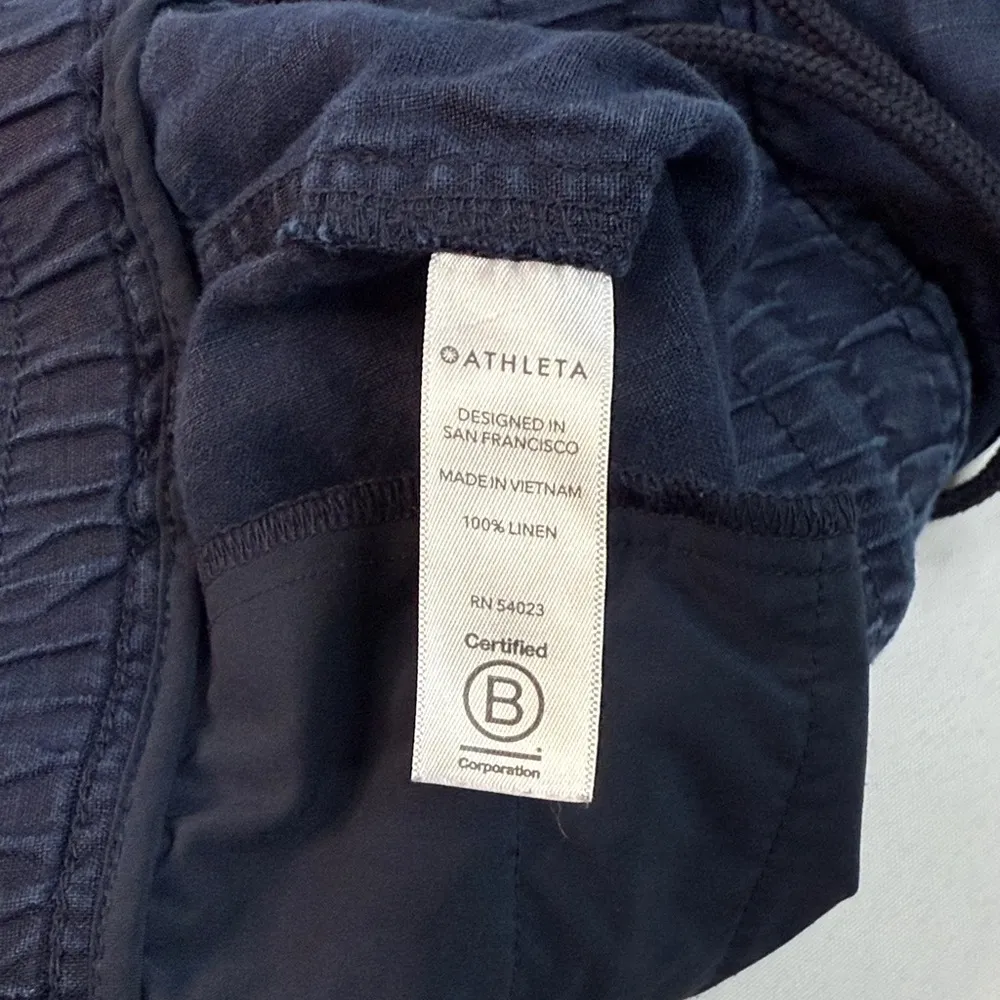 ATHLETA
DESIGNED IN
SAN FRANCISCO
MADE IN VIETNAM
100% LINEN
RN 54023
Certified
B
Corporation